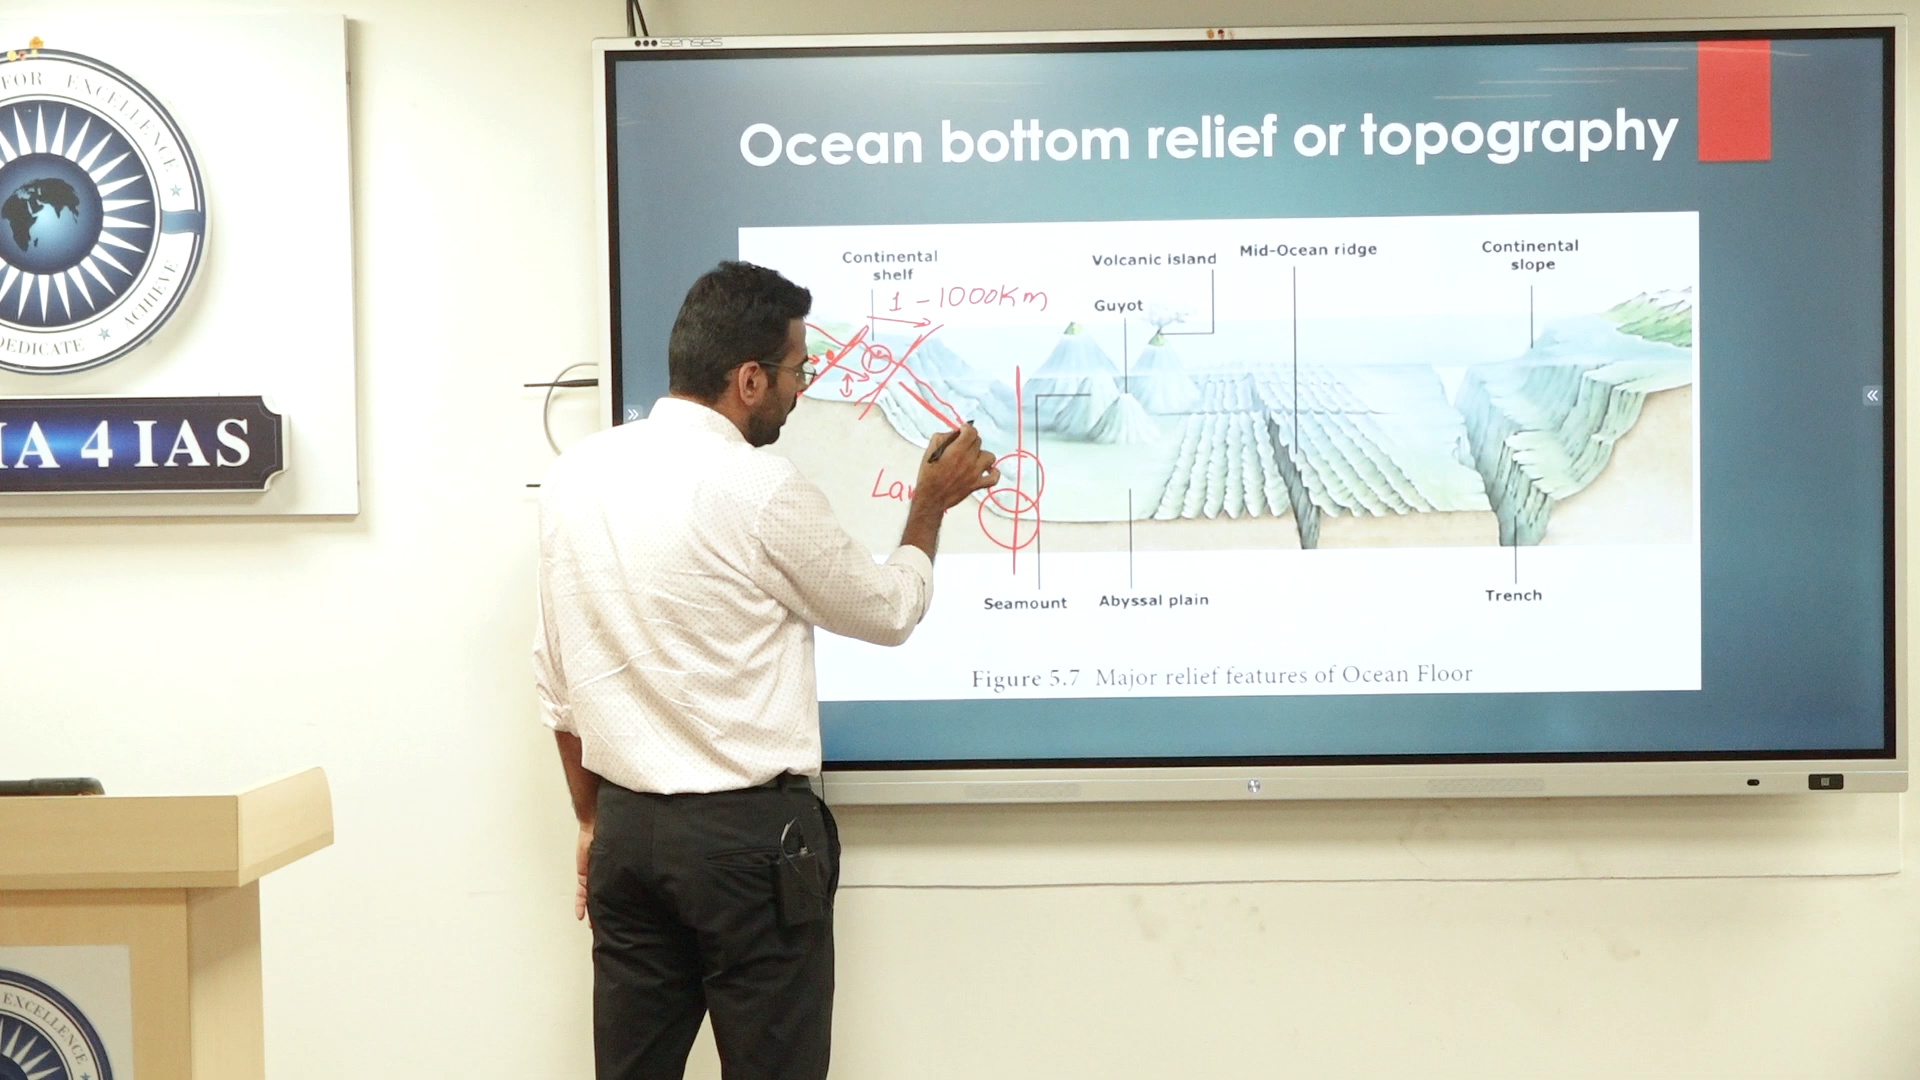 senses
FOR EXCELLENCE
ACHIEVE
DEDICATE
IA 4 IAS
Ocean bottom relief or topography
Continental
shelf
Volcanic island
Mid-Ocean ridge
Continental
slope
1 - 1000Km
Guyot
La
Seamount
Abyssal plain
Trench
Figure 5.7 Major relief features of Ocean Floor
EXCELLENCE